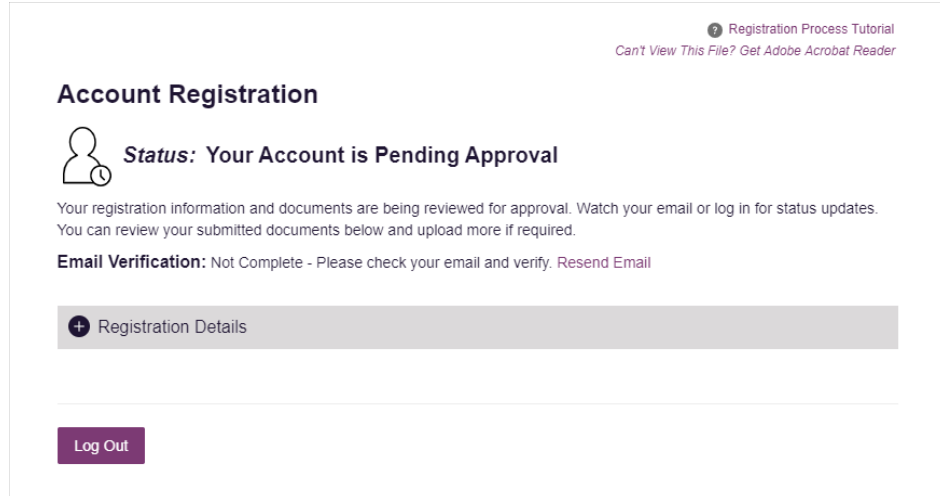 Registration Process Tutorial
Can't View This File? Get Adobe Acrobat Reader
Account Registration
Status: Your Account is Pending Approval
Your registration information and documents are being reviewed for approval. Watch your email or log in for status updates.
You can review your submitted documents below and upload more if required.
Email Verification: Not Complete - Please check your email and verify. Resend Email
Registration Details
Log Out